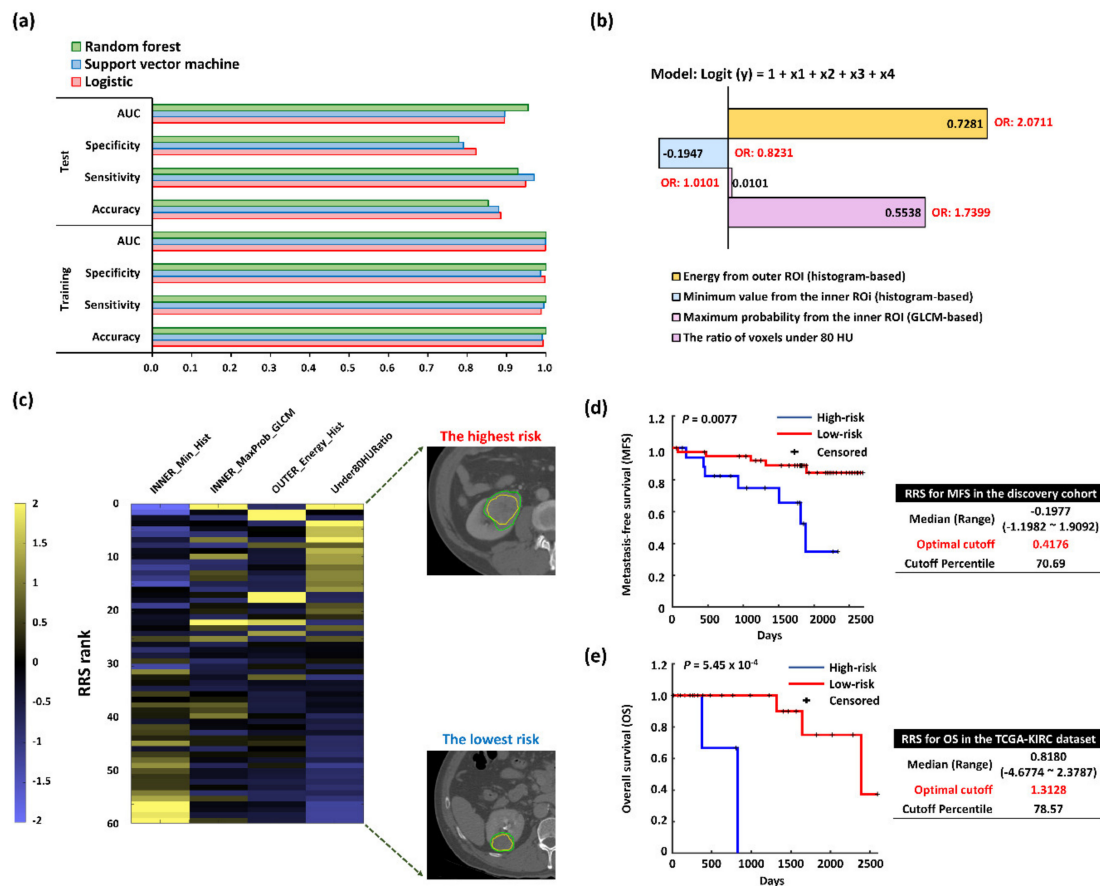 (a)
Random forest
Support vector machine
Logistic
Test
AUC
Specificity
Sensitivity
Accuracy
Training
AUC
Specificity
Sensitivity
Accuracy
0.0 0.1 0.2 0.3 0.4 0.5 0.6 0.7 0.8 0.9 1.0
(b)
Model: Logit (y) = 1 + x1 + x2 + x3 + x4
0.7281 OR: 2.0711
-0.1947 OR: 0.8231
OR: 1.0101 0.0101
0.5538 OR: 1.7399
Energy from outer ROI (histogram-based)
Minimum value from the inner ROi (histogram-based)
Maximum probability from the inner ROI (GLCM-based)
The ratio of voxels under 80 HU
(c)
INNER_Min_Hist
INNER_MaxProb_GLCM
OUTER_Energy_Hist
Under80HURatio
2
1.5
1
0.5
0
-0.5
-1
-1.5
-2
RRS rank
0
10
20
30
40
50
60
The highest risk
The lowest risk
(d)
P = 0.0077
High-risk
Low-risk
Censored
Metastasis-free survival (MFS)
1.2
1.0
0.8
0.6
0.4
0.2
0
0 500 1000 1500 2000 2500
Days
RRS for MFS in the discovery cohort
Median (Range) -0.1977
(-1.1982 ~ 1.9092)
Optimal cutoff 0.4176
Cutoff Percentile 70.69
(e)
P = 5.45 x 10-4
High-risk
Low-risk
Censored
Overall survival (OS)
1.2
1.0
0.8
0.6
0.4
0.2
0.0
0 500 1000 1500 2000 2500
Days
RRS for OS in the TCGA-KIRC dataset
Median (Range) 0.8180
(-4.6774 ~ 2.3787)
Optimal cutoff 1.3128
Cutoff Percentile 78.57